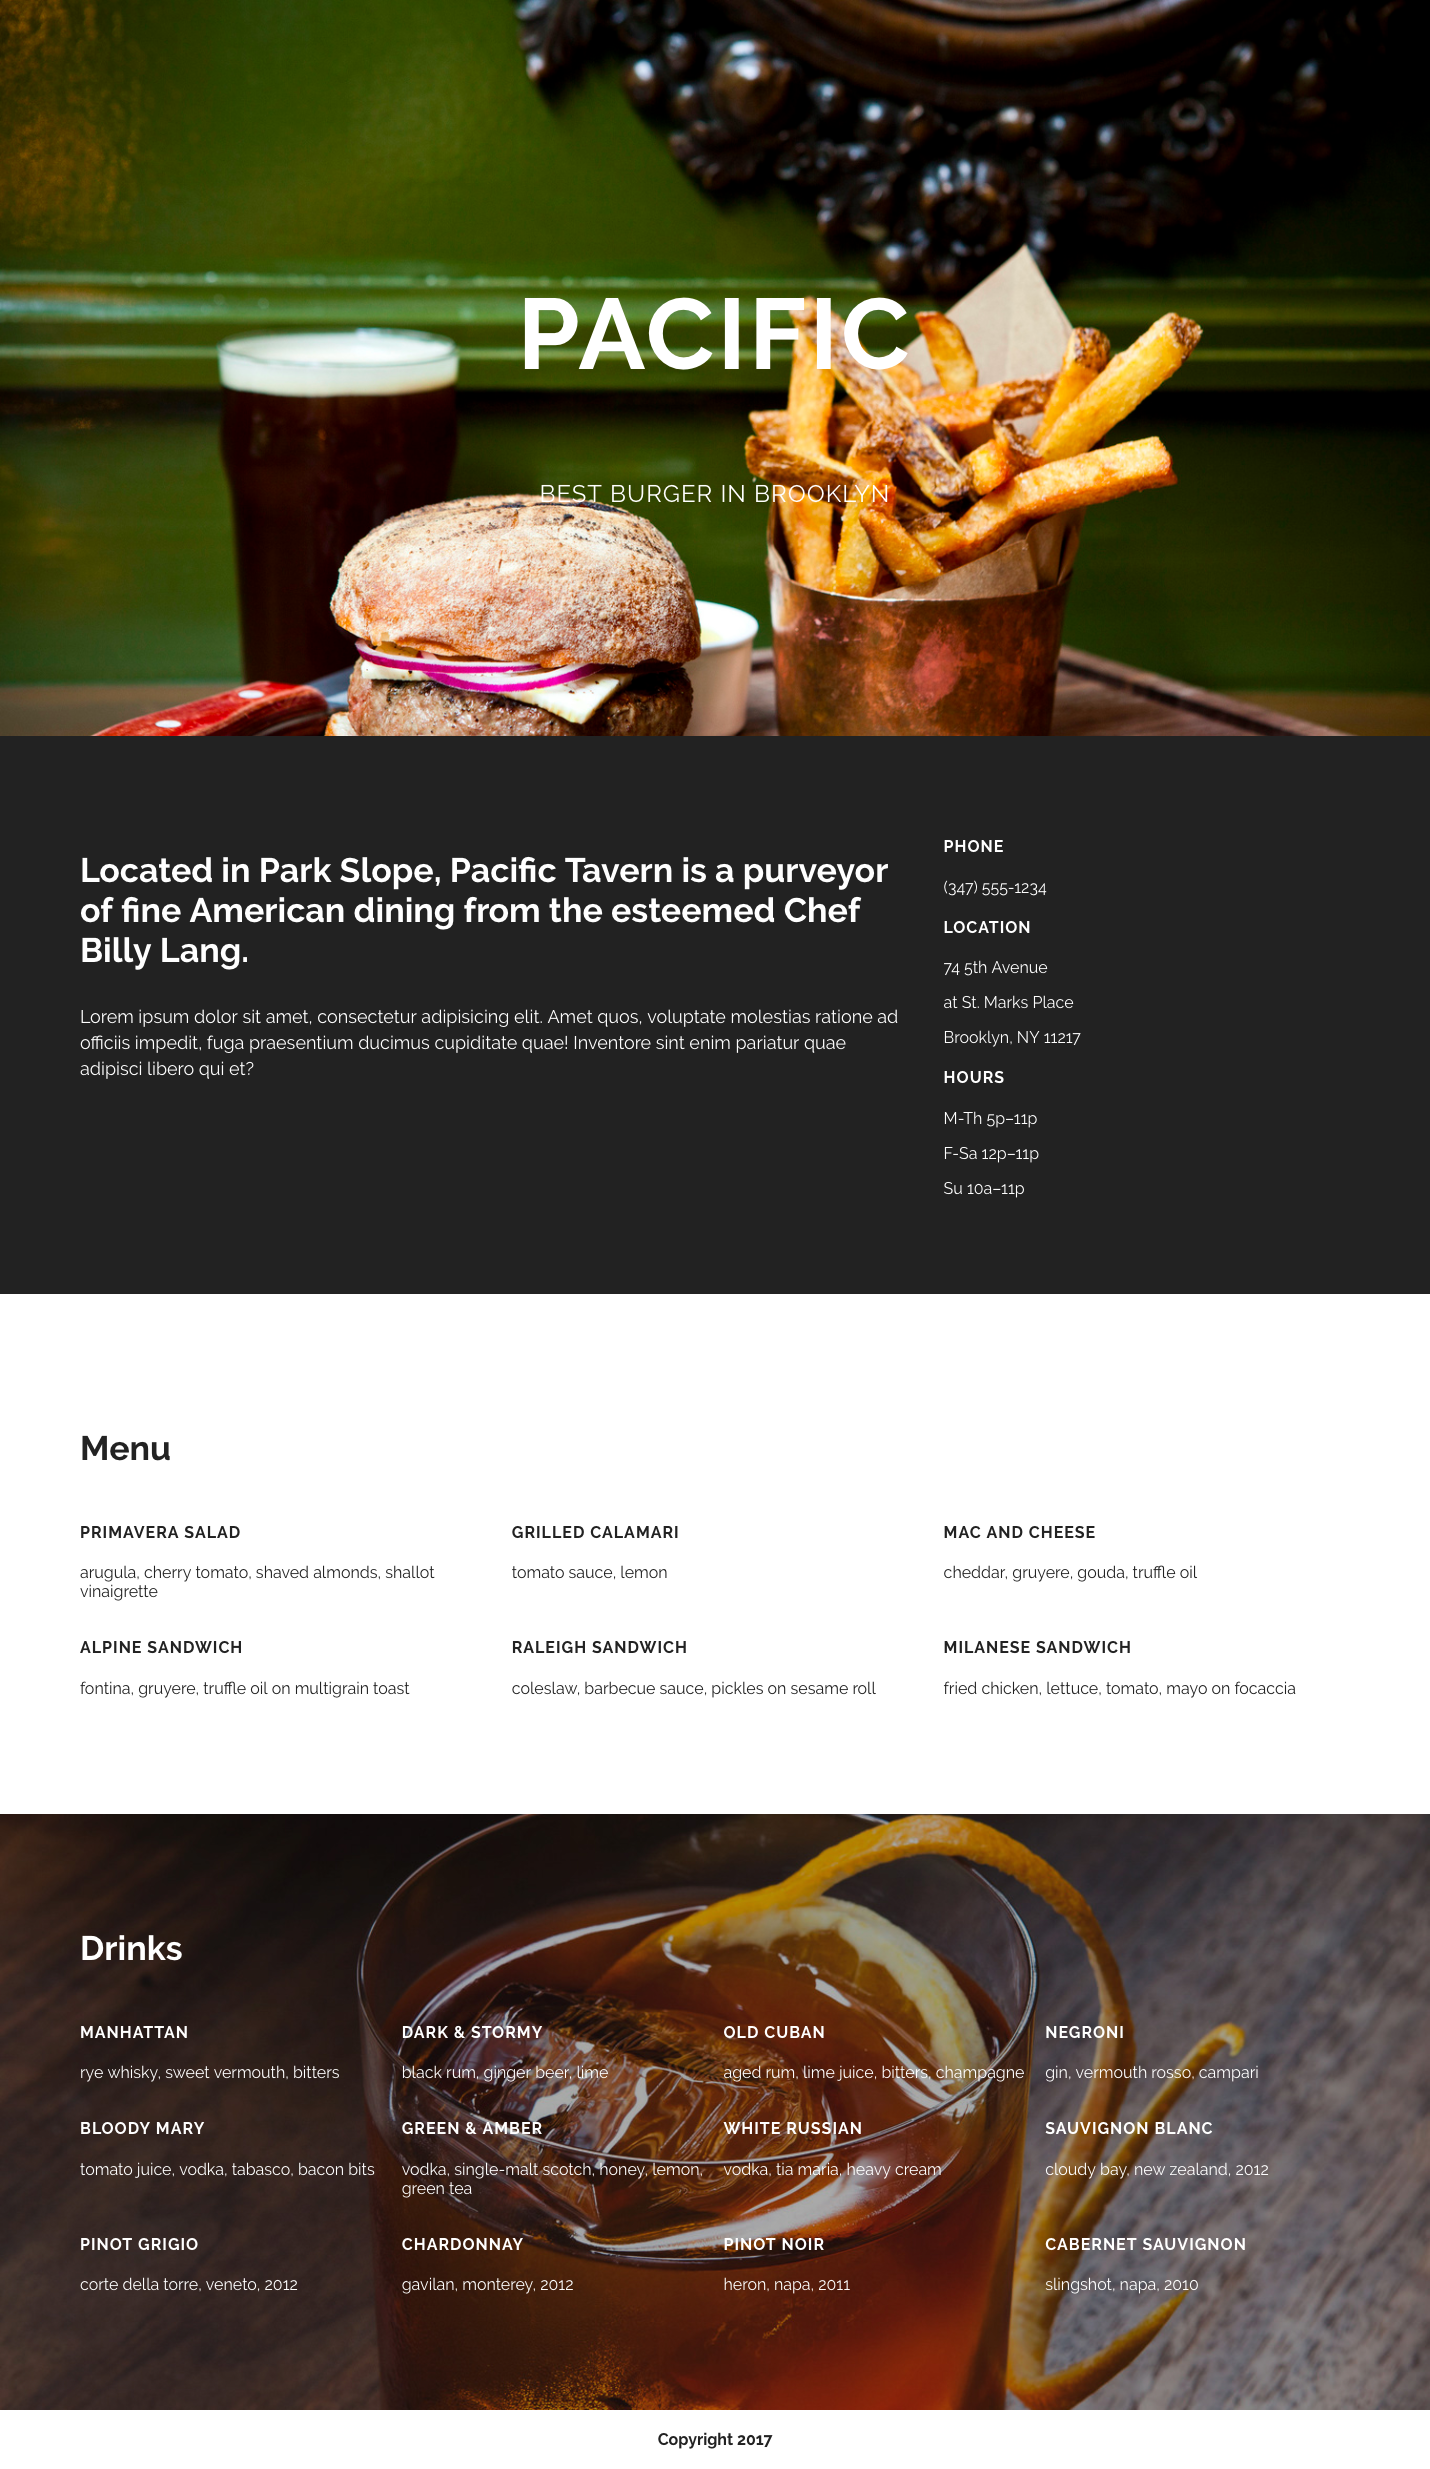 PACIFIC
BEST BURGER IN BROOKLYN
Located in Park Slope, Pacific Tavern is a purveyor
of fine American dining from the esteemed Chef
Billy Lang.
Lorem ipsum dolor sit amet, consectetur adipisicing elit. Amet quos, voluptate molestias ratione ad
officiis impedit, fuga praesentium ducimus cupiditate quae! Inventore sint enim pariatur quae
adipisci libero qui et?
PHONE
(347) 555-1234
LOCATION
74 5th Avenue
at St. Marks Place
Brooklyn, NY 11217
HOURS
M-Th 5p–11p
F-Sa 12p–11p
Su 10a–11p
Menu
PRIMAVERA SALAD
arugula, cherry tomato, shaved almonds, shallot
vinaigrette
GRILLED CALAMARI
tomato sauce, lemon
MAC AND CHEESE
cheddar, gruyere, gouda, truffle oil
ALPINE SANDWICH
fontina, gruyere, truffle oil on multigrain toast
RALEIGH SANDWICH
coleslaw, barbecue sauce, pickles on sesame roll
MILANESE SANDWICH
fried chicken, lettuce, tomato, mayo on focaccia
Drinks
MANHATTAN
rye whisky, sweet vermouth, bitters
DARK & STORMY
black rum, ginger beer, lime
OLD CUBAN
aged rum, lime juice, bitters, champagne
NEGRONI
gin, vermouth rosso, campari
BLOODY MARY
tomato juice, vodka, tabasco, bacon bits
GREEN & AMBER
vodka, single-malt scotch, honey, lemon,
green tea
WHITE RUSSIAN
vodka, tia maria, heavy cream
SAUVIGNON BLANC
cloudy bay, new zealand, 2012
PINOT GRIGIO
corte della torre, veneto, 2012
CHARDONNAY
gavilan, monterey, 2012
PINOT NOIR
heron, napa, 2011
CABERNET SAUVIGNON
slingshot, napa, 2010
Copyright 2017